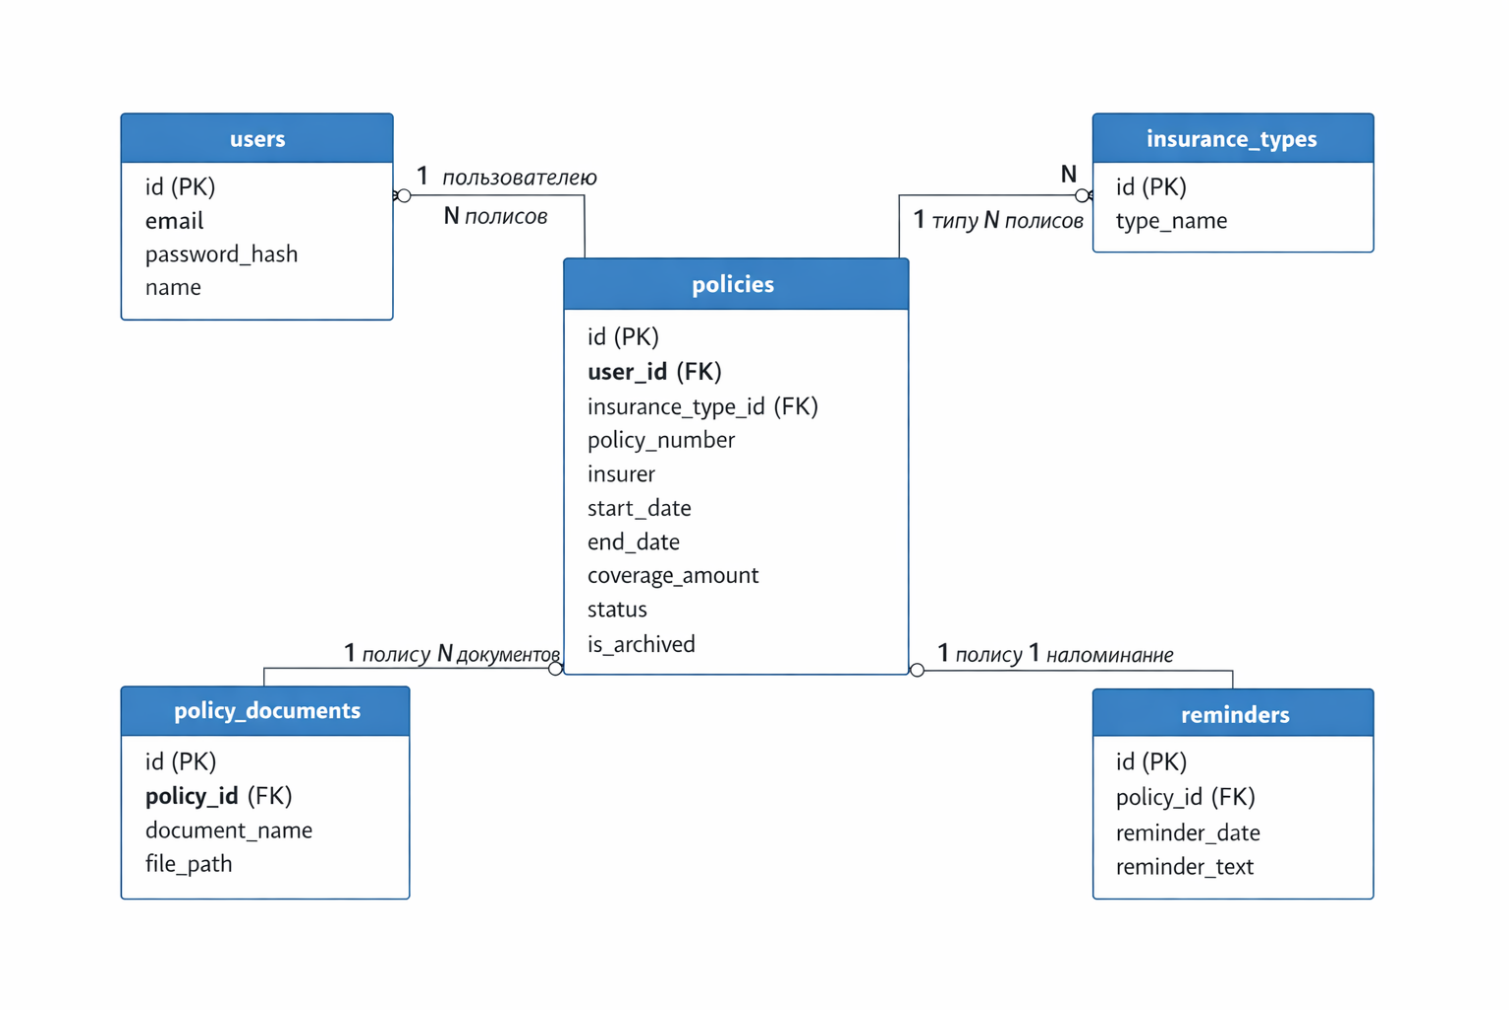 users
id (PK)
email
password_hash
name
1 пользователею
N полисов
N
1 типу N полисов
insurance_types
id (PK)
type_name
policies
id (PK)
user_id (FK)
insurance_type_id (FK)
policy_number
insurer
start_date
end_date
coverage_amount
status
is_archived
1 полису N документов
1 полису 1 наломинание
policy_documents
id (PK)
policy_id (FK)
document_name
file_path
reminders
id (PK)
policy_id (FK)
reminder_date
reminder_text